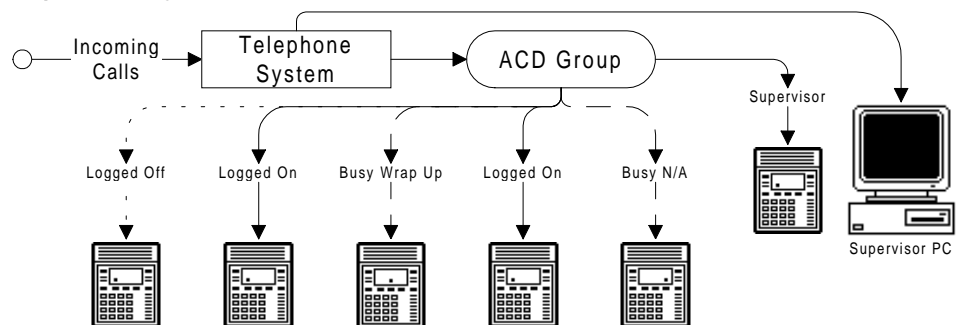 Incoming
Calls
Telephone
System
ACD Group
Supervisor
Logged Off
Logged On
Busy Wrap Up
Logged On
Busy N/A
Supervisor PC